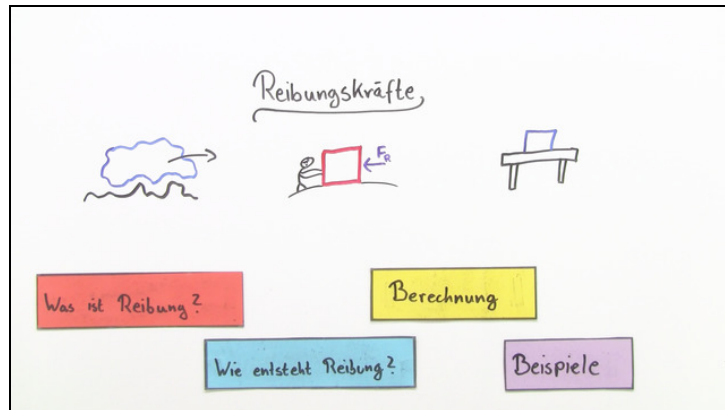 Reibungskräfte
F_R
Was ist Reibung?
Berechnung
Wie entsteht Reibung?
Beispiele